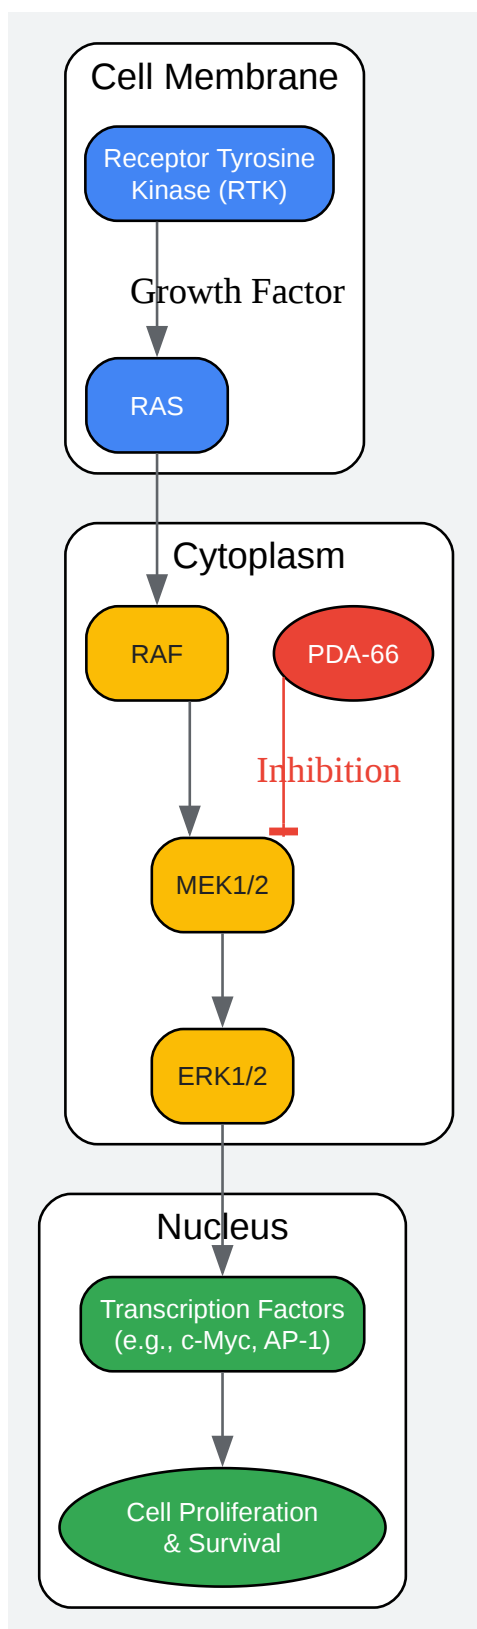 Cell Membrane
Receptor Tyrosine
Kinase (RTK)
Growth Factor
RAS
Cytoplasm
RAF
PDA-66
Inhibition
MEK1/2
ERK1/2
Nucleus
Transcription Factors
(e.g., c-Myc, AP-1)
Cell Proliferation
& Survival